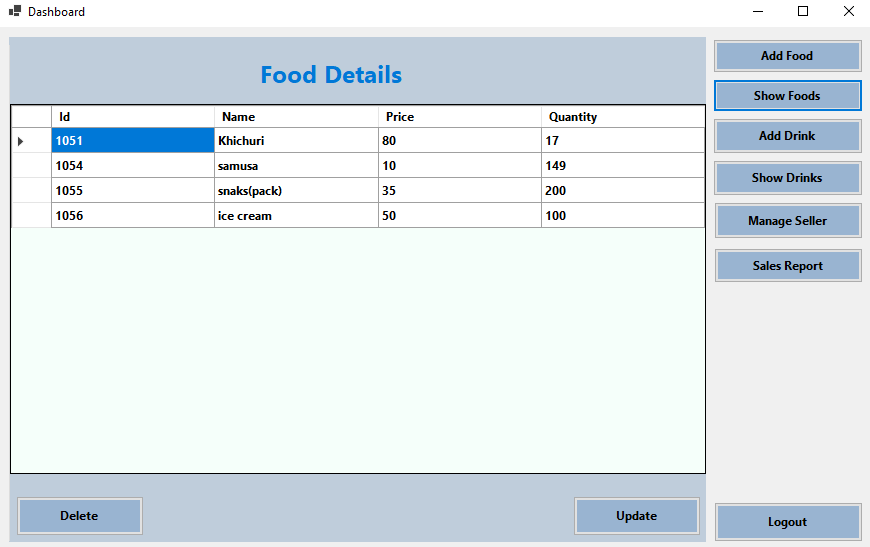 Dashboard
Food Details
Id Name Price Quantity
1051 Khichuri 80 17
1054 samusa 10 149
1055 snaks(pack) 35 200
1056 ice cream 50 100
Delete
Update
Add Food
Show Foods
Add Drink
Show Drinks
Manage Seller
Sales Report
Logout